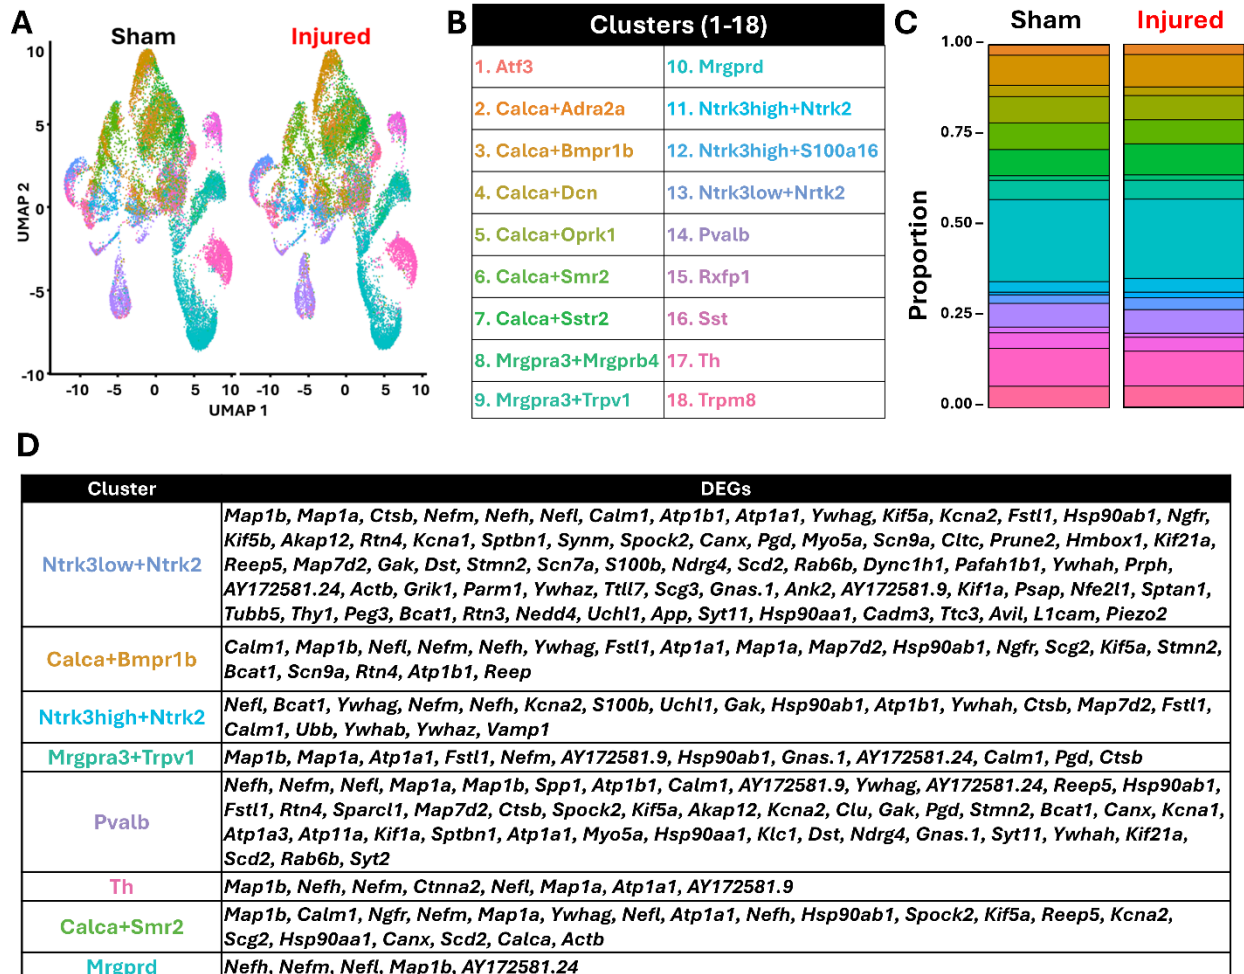 A
Sham
Injured
10
5
0
-5
-10
UMAP 2
-10 -5 0 5 10
-10 -5 0 5 10
UMAP 1
B
Clusters (1-18)
1. Atf3
10. Mrgprd
2. Calca+Adra2a
11. Ntrk3high+Ntrk2
3. Calca+Bmpr1b
12. Ntrk3high+S100a16
4. Calca+Dcn
13. Ntrk3low+Nrtk2
5. Calca+Oprk1
14. Pvalb
6. Calca+Smr2
15. Rxfp1
7. Calca+Sstr2
16. Sst
8. Mrgpra3+Mrgprb4
17. Th
9. Mrgpra3+Trpv1
18. Trpm8
C
Sham
Injured
1.00
0.75
0.50
0.25
0.00
Proportion
D
Cluster
DEGs
Ntrk3low+Ntrk2
Map1b, Map1a, Ctsb, Nefm, Nefh, Nefl, Calm1, Atp1b1, Atp1a1, Ywhag, Kif5a, Kcna2, Fstl1, Hsp90ab1, Ngfr,
Kif5b, Akap12, Rtn4, Kcna1, Sptbn1, Synm, Spock2, Canx, Pgd, Myo5a, Scn9a, Cltc, Prune2, Hmbox1, Kif21a,
Reep5, Map7d2, Gak, Dst, Stmn2, Scn7a, S100b, Ndrg4, Scd2, Rab6b, Dync1h1, Pafah1b1, Ywhah, Prph,
AY172581.24, Actb, Grik1, Parm1, Ywhaz, Ttll7, Scg3, Gnas.1, Ank2, AY172581.9, Kif1a, Psap, Nfe2l1, Sptan1,
Tubb5, Thy1, Peg3, Bcat1, Rtn3, Nedd4, Uchl1, App, Syt11, Hsp90aa1, Cadm3, Ttc3, Avil, L1cam, Piezo2
Calca+Bmpr1b
Calm1, Map1b, Nefl, Nefm, Nefh, Ywhag, Fstl1, Atp1a1, Map1a, Map7d2, Hsp90ab1, Ngfr, Scg2, Kif5a, Stmn2,
Bcat1, Scn9a, Rtn4, Atp1b1, Reep
Ntrk3high+Ntrk2
Nefl, Bcat1, Ywhag, Nefm, Nefh, Kcna2, S100b, Uchl1, Gak, Hsp90ab1, Atp1b1, Ywhah, Ctsb, Map7d2, Fstl1,
Calm1, Ubb, Ywhab, Ywhaz, Vamp1
Mrgpra3+Trpv1
Map1b, Map1a, Atp1a1, Fstl1, Nefm, AY172581.9, Hsp90ab1, Gnas.1, AY172581.24, Calm1, Pgd, Ctsb
Pvalb
Nefh, Nefm, Nefl, Map1a, Map1b, Spp1, Atp1b1, Calm1, AY172581.9, Ywhag, AY172581.24, Reep5, Hsp90ab1,
Fstl1, Rtn4, Sparcl1, Map7d2, Ctsb, Spock2, Kif5a, Akap12, Kcna2, Clu, Gak, Pgd, Stmn2, Bcat1, Canx, Kcna1,
Atp1a3, Atp11a, Kif1a, Sptbn1, Atp1a1, Myo5a, Hsp90aa1, Klc1, Dst, Ndrg4, Gnas.1, Syt11, Ywhah, Kif21a,
Scd2, Rab6b, Syt2
Th
Map1b, Nefh, Nefm, Ctnna2, Nefl, Map1a, Atp1a1, AY172581.9
Calca+Smr2
Map1b, Calm1, Ngfr, Nefm, Map1a, Ywhag, Nefl, Atp1a1, Nefh, Hsp90ab1, Spock2, Kif5a, Reep5, Kcna2,
Scg2, Hsp90aa1, Canx, Scd2, Calca, Actb
Mrgprd
Nefh, Nefm, Nefl, Map1b, AY172581.24